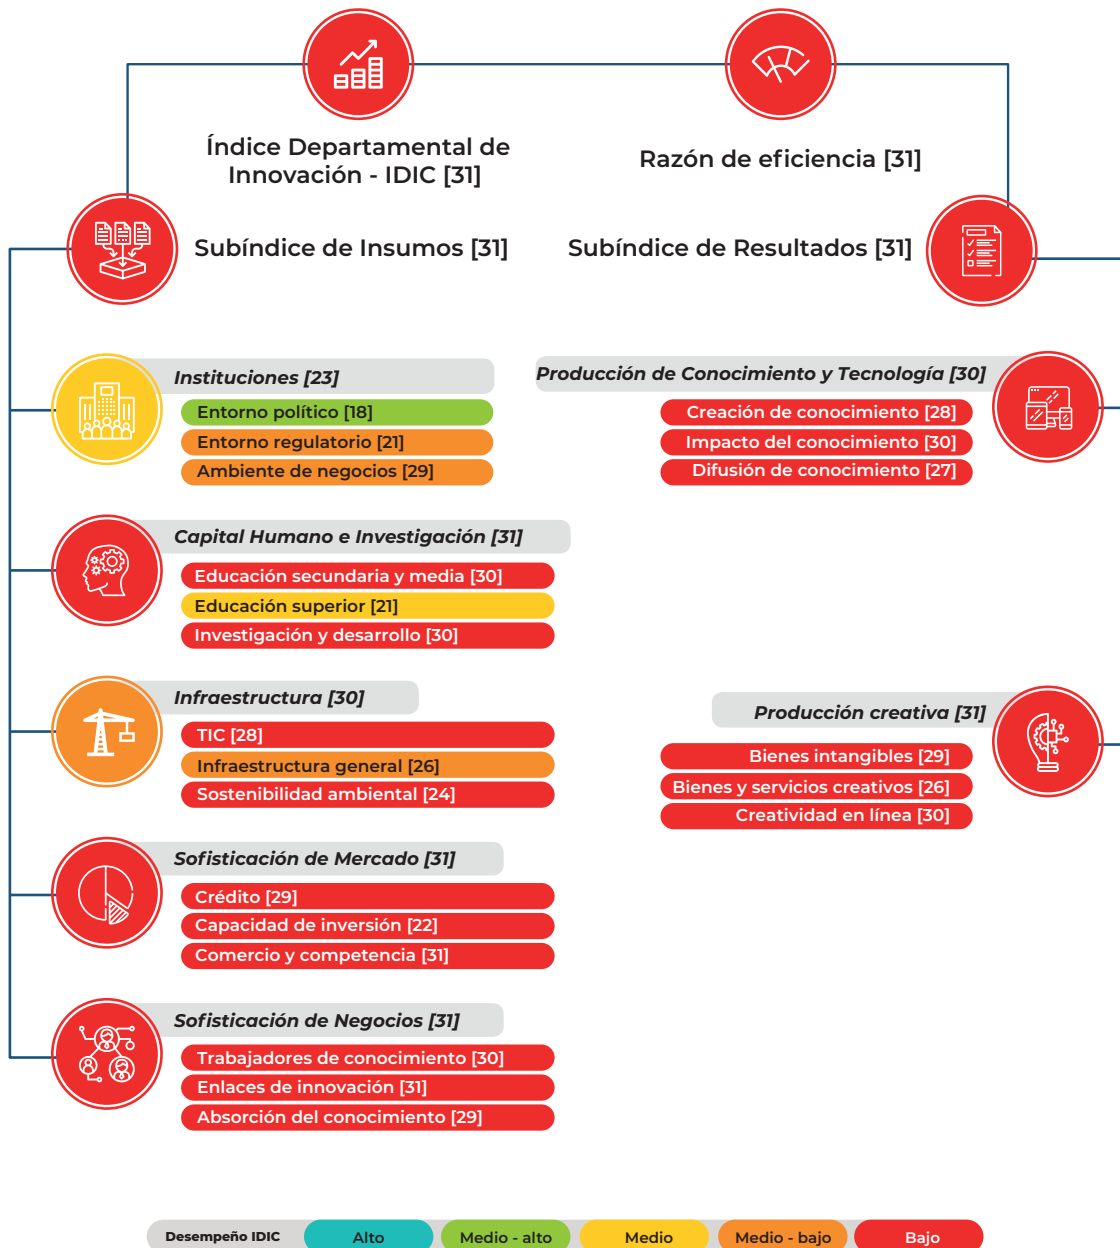 Índice Departamental de
Innovación - IDIC [31]
Razón de eficiencia [31]
Subíndice de Insumos [31]
Subíndice de Resultados [31]
Instituciones [23]
Entorno político [18]
Entorno regulatorio [21]
Ambiente de negocios [29]
Capital Humano e Investigación [31]
Educación secundaria y media [30]
Educación superior [21]
Investigación y desarrollo [30]
Infraestructura [30]
TIC [28]
Infraestructura general [26]
Sostenibilidad ambiental [24]
Sofisticación de Mercado [31]
Crédito [29]
Capacidad de inversión [22]
Comercio y competencia [31]
Sofisticación de Negocios [31]
Trabajadores de conocimiento [30]
Enlaces de innovación [31]
Absorción del conocimiento [29]
Producción de Conocimiento y Tecnología [30]
Creación de conocimiento [28]
Impacto del conocimiento [30]
Difusión de conocimiento [27]
Producción creativa [31]
Bienes intangibles [29]
Bienes y servicios creativos [26]
Creatividad en línea [30]
Desempeño IDIC
Alto
Medio - alto
Medio
Medio - bajo
Bajo